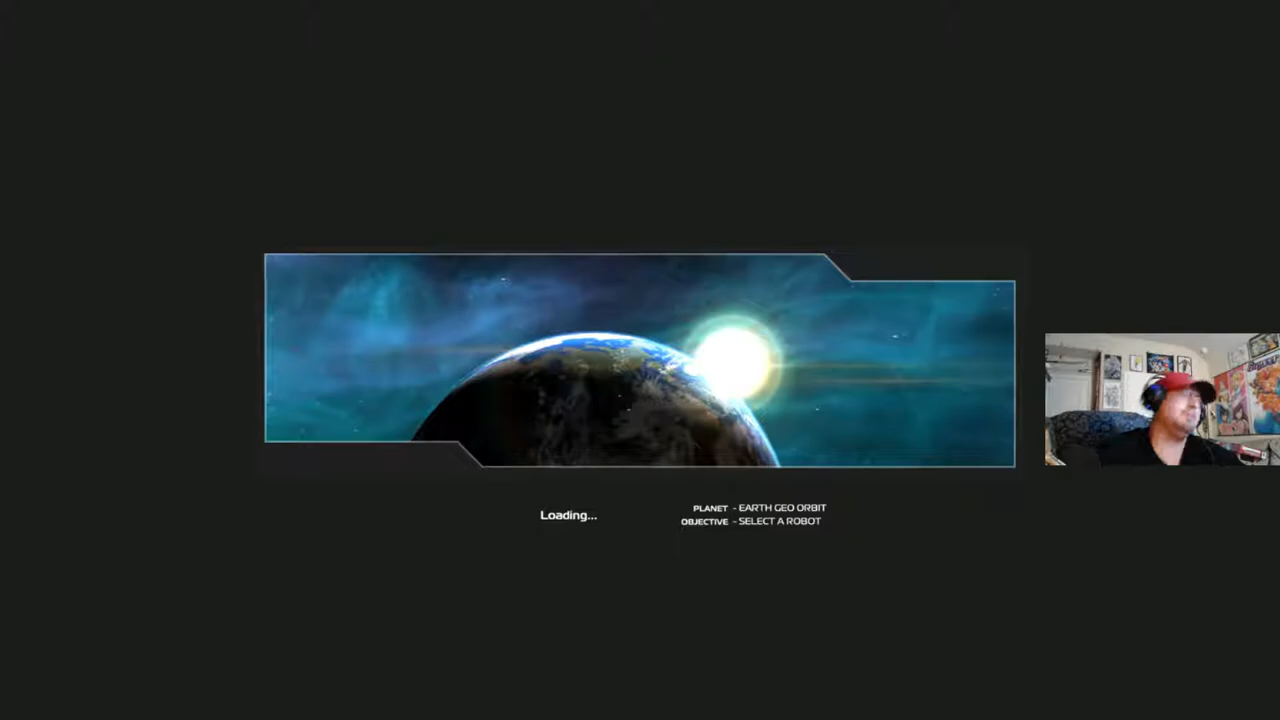 Loading...
PLANET - EARTH GEO ORBIT
OBJECTIVE - SELECT A ROBOT